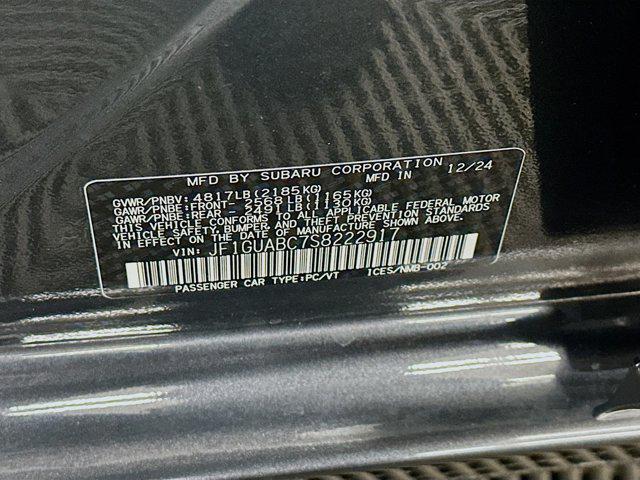 MFD BY SUBARU CORPORATION 12/24
GVWR/PNBV: 4817LB(2185KG) MFD IN
GAWR/PNBE:FRONT- 2568LB(1165KG)
GAWR/PNBE:REAR - 2491LB(1130KG)
THIS VEHICLE CONFORMS TO ALL APPLICABLE FEDERAL MOTOR
VEHICLE SAFETY, BUMPER, AND THEFT PREVENTION STANDARDS
IN EFFECT ON THE DATE OF MANUFACTURE SHOWN ABOVE.
VIN: JF1GUABC7S8222917
PASSENGER CAR TYPE:PC/VT ICES/NMB-002